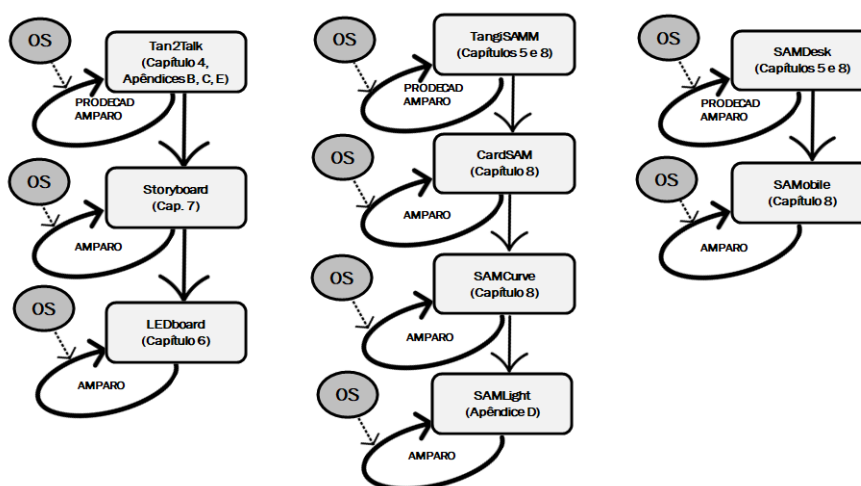 OS
Tan2Talk
(Capítulo 4,
Apêndices B, C, E)
PRODECAD
AMPARO
OS
Storyboard
(Cap. 7)
AMPARO
OS
LEDboard
(Capítulo 6)
AMPARO
OS
TangiSAMM
(Capítulos 5 e 8)
PRODECAD
AMPARO
OS
CardSAM
(Capítulo 8)
AMPARO
OS
SAMCurve
(Capítulo 8)
AMPARO
OS
SAMLight
(Apêndice D)
AMPARO
OS
SAMDesk
(Capítulos 5 e 8)
PRODECAD
AMPARO
OS
SAMobile
(Capítulo 8)
AMPARO